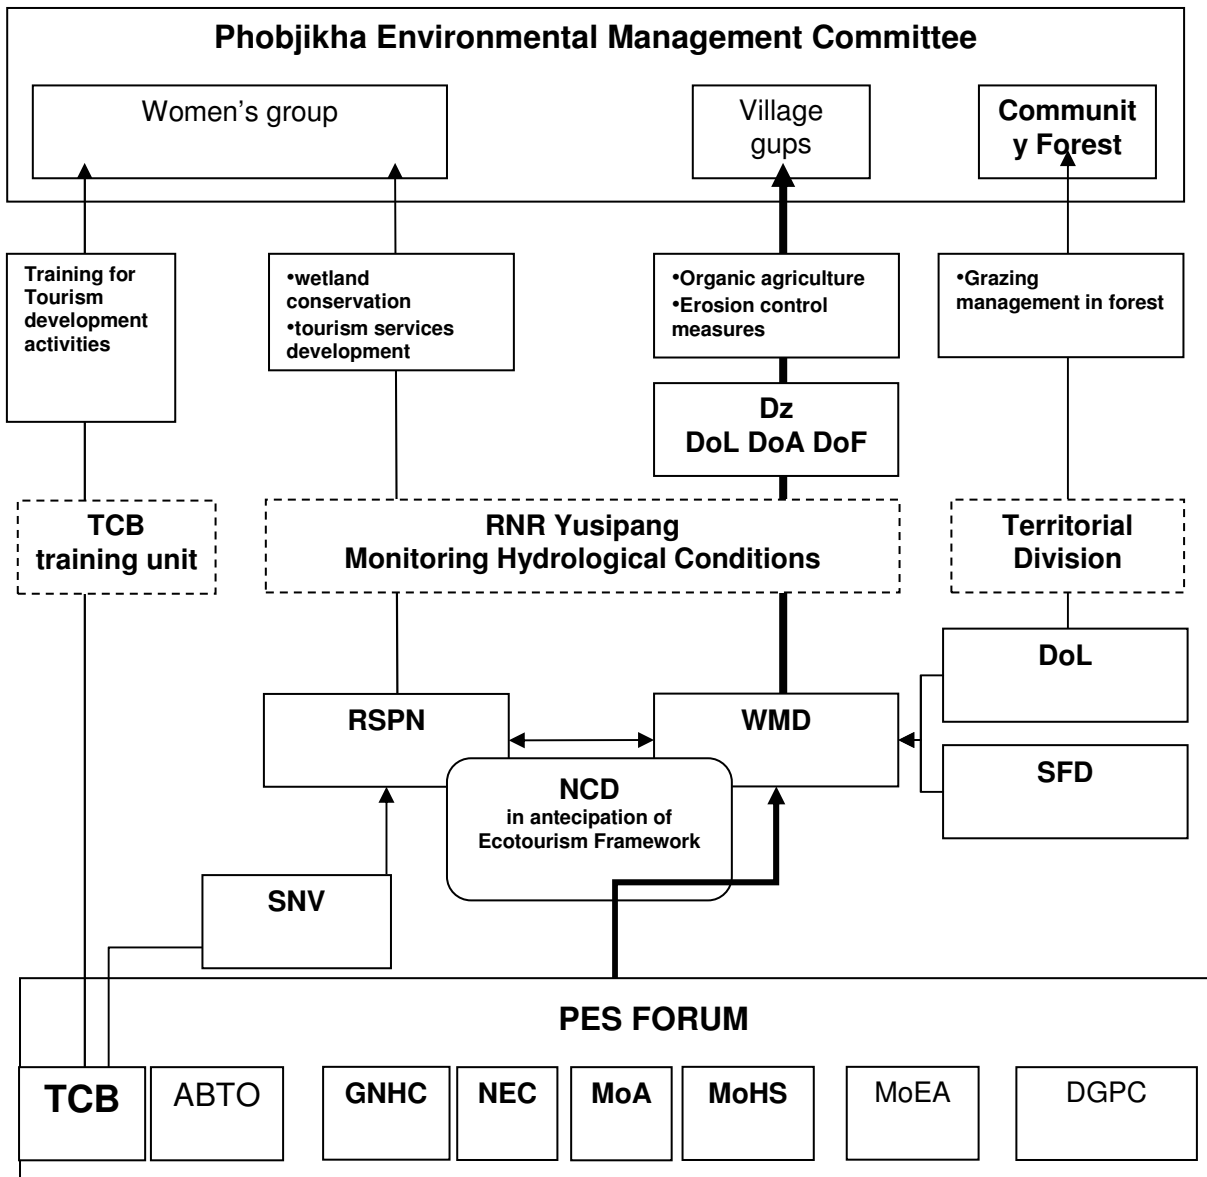 Phobjikha Environmental Management Committee
Women’s group
Village
gups
Communit
y Forest
Training for
Tourism
development
activities
•wetland
conservation
•tourism services
development
•Organic agriculture
•Erosion control
measures
•Grazing
management in forest
Dz
DoL DoA DoF
TCB
training unit
RNR Yusipang
Monitoring Hydrological Conditions
Territorial
Division
DoL
RSPN
WMD
SFD
NCD
in antecipation of
Ecotourism Framework
SNV
PES FORUM
TCB
ABTO
GNHC
NEC
MoA
MoHS
MoEA
DGPC